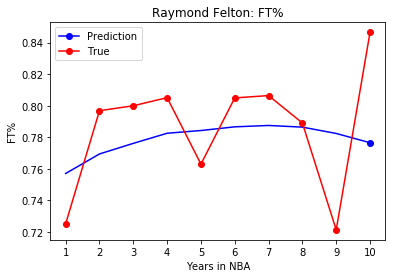 Raymond Felton: FT%
Prediction
True
FT%
0.84
0.82
0.80
0.78
0.76
0.74
0.72
1 2 3 4 5 6 7 8 9 10
Years in NBA